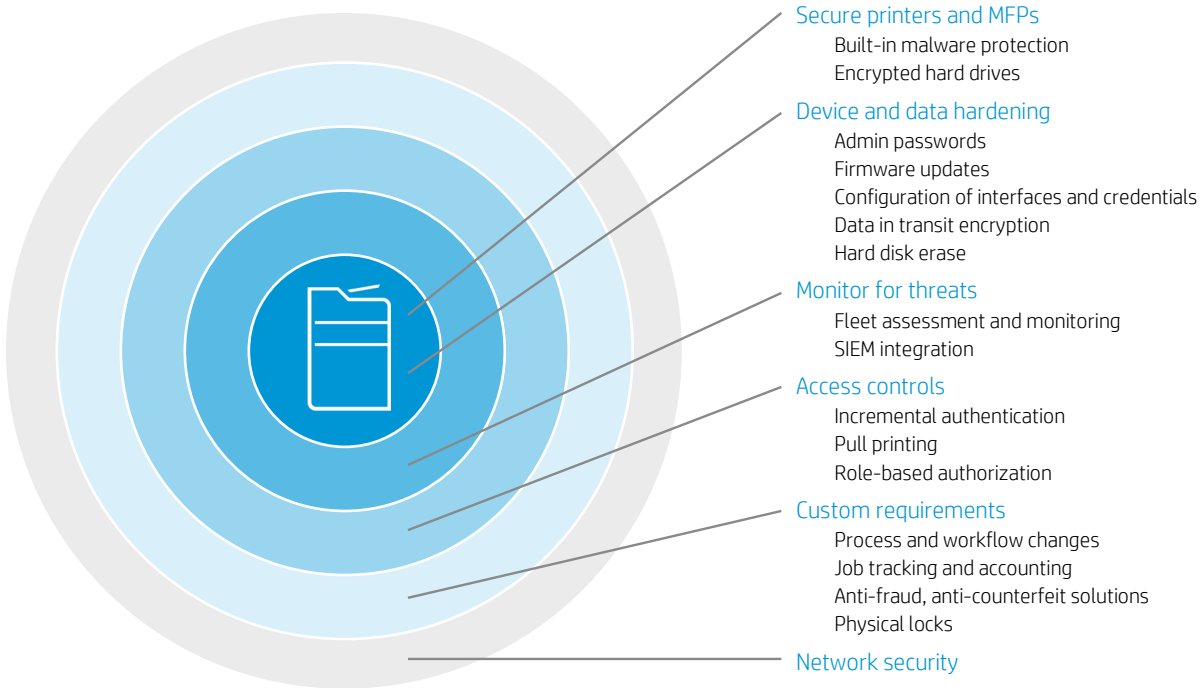 Secure printers and MFPs
Built-in malware protection
Encrypted hard drives
Device and data hardening
Admin passwords
Firmware updates
Configuration of interfaces and credentials
Data in transit encryption
Hard disk erase
Monitor for threats
Fleet assessment and monitoring
SIEM integration
Access controls
Incremental authentication
Pull printing
Role-based authorization
Custom requirements
Process and workflow changes
Job tracking and accounting
Anti-fraud, anti-counterfeit solutions
Physical locks
Network security